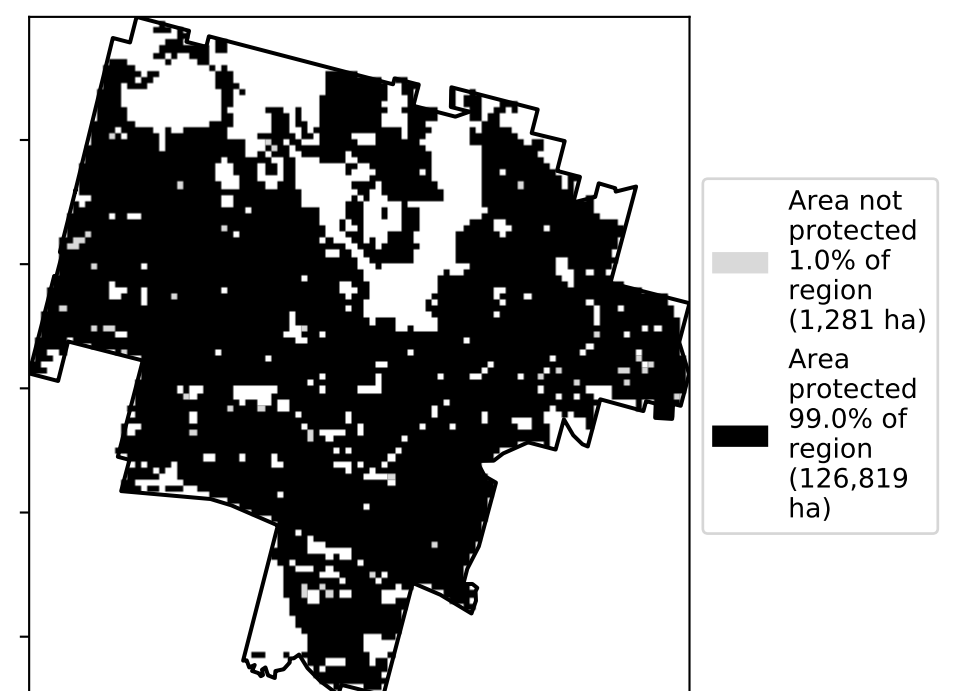 Area not
protected
1.0% of
region
(1,281 ha)
Area
protected
99.0% of
region
(126,819
ha)